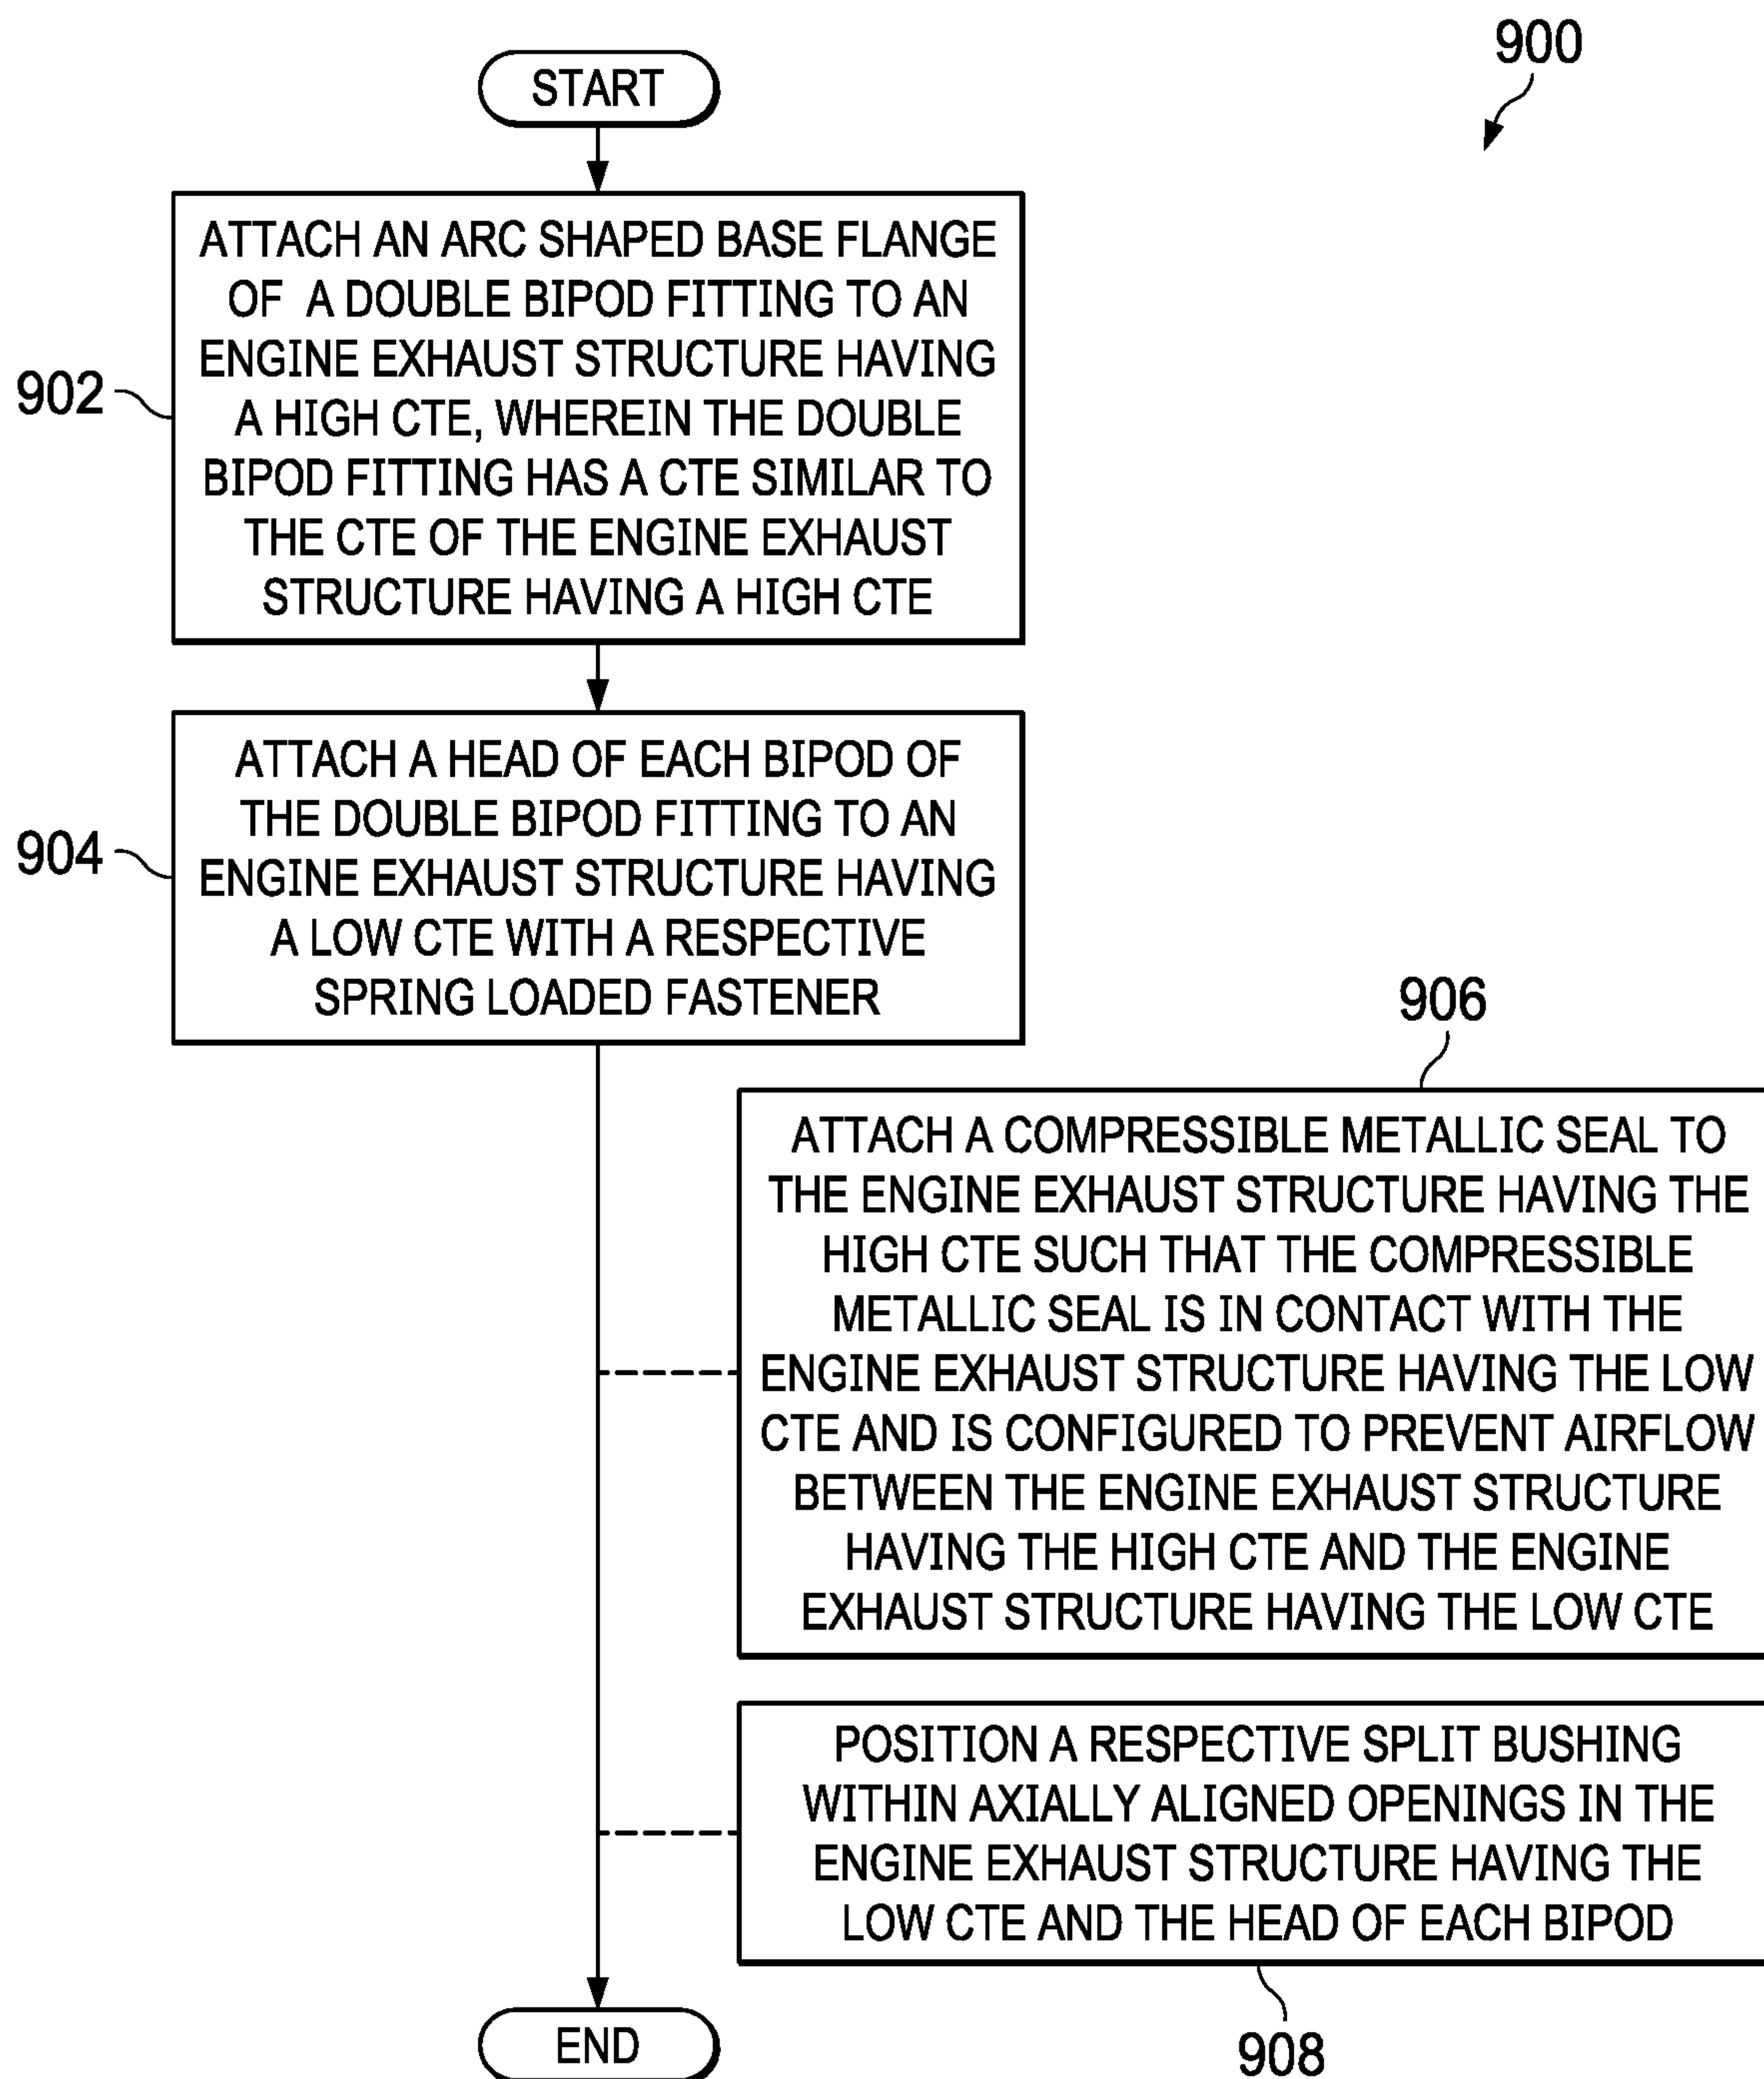 900
START
902
ATTACH AN ARC SHAPED BASE FLANGE
OF A DOUBLE BIPOD FITTING TO AN
ENGINE EXHAUST STRUCTURE HAVING
A HIGH CTE, WHEREIN THE DOUBLE
BIPOD FITTING HAS A CTE SIMILAR TO
THE CTE OF THE ENGINE EXHAUST
STRUCTURE HAVING A HIGH CTE
904
ATTACH A HEAD OF EACH BIPOD OF
THE DOUBLE BIPOD FITTING TO AN
ENGINE EXHAUST STRUCTURE HAVING
A LOW CTE WITH A RESPECTIVE
SPRING LOADED FASTENER
906
ATTACH A COMPRESSIBLE METALLIC SEAL TO
THE ENGINE EXHAUST STRUCTURE HAVING THE
HIGH CTE SUCH THAT THE COMPRESSIBLE
METALLIC SEAL IS IN CONTACT WITH THE
ENGINE EXHAUST STRUCTURE HAVING THE LOW
CTE AND IS CONFIGURED TO PREVENT AIRFLOW
BETWEEN THE ENGINE EXHAUST STRUCTURE
HAVING THE HIGH CTE AND THE ENGINE
EXHAUST STRUCTURE HAVING THE LOW CTE
POSITION A RESPECTIVE SPLIT BUSHING
WITHIN AXIALLY ALIGNED OPENINGS IN THE
ENGINE EXHAUST STRUCTURE HAVING THE
LOW CTE AND THE HEAD OF EACH BIPOD
908
END